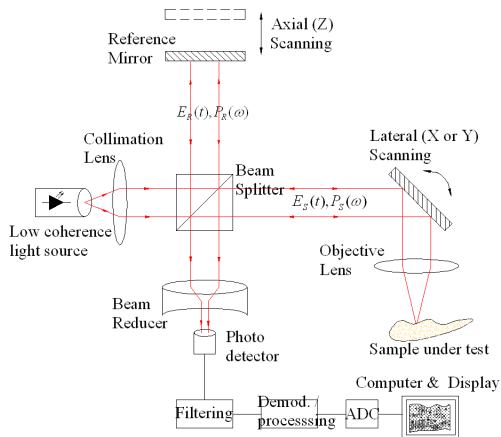 Axial (Z)
Scanning
Reference
Mirror
E_R(t), P_R(ω)
Collimation
Lens
Lateral (X or Y)
Scanning
Beam
Splitter
E_S(t), P_S(ω)
Low coherence
light source
Objective
Lens
Beam
Reducer
Photo
detector
Sample under test
Computer & Display
Filtering
Demod. /
processsing
ADC